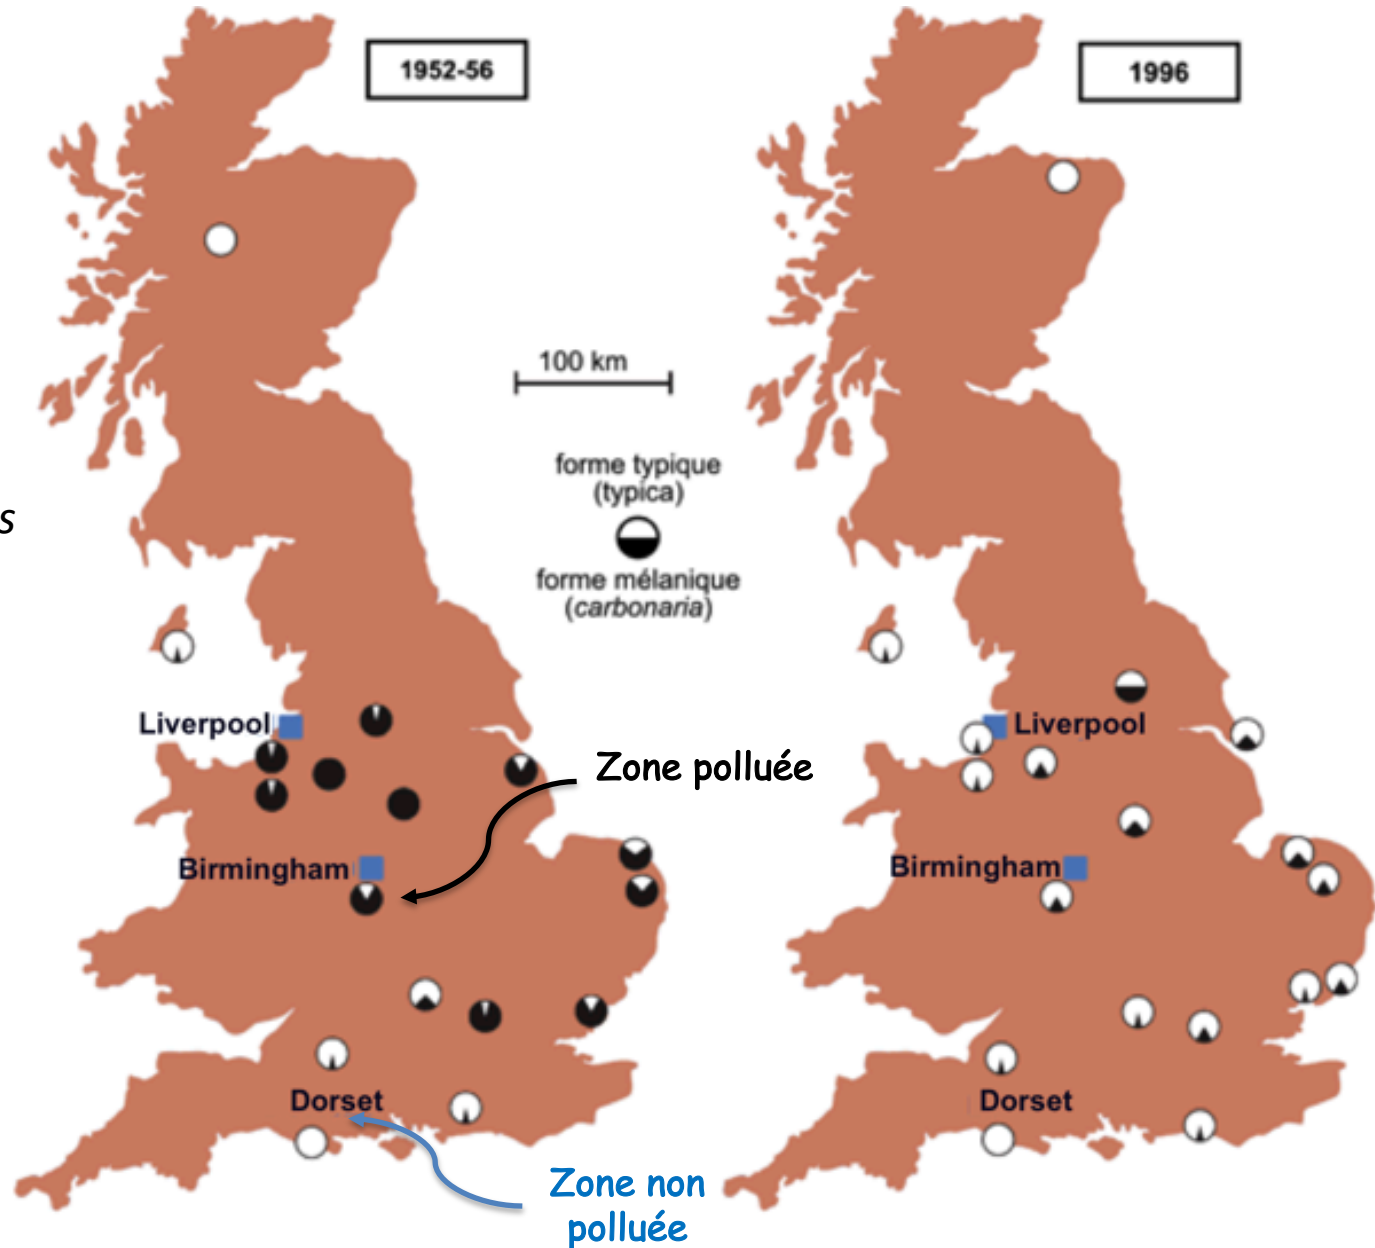 1952-56
1996
100 km
forme typique
(typica)
s
forme mélanique
(carbonaria)
Liverpool
Liverpool
Zone polluée
Birmingham
Birmingham
Dorset
Dorset
Zone non
polluée